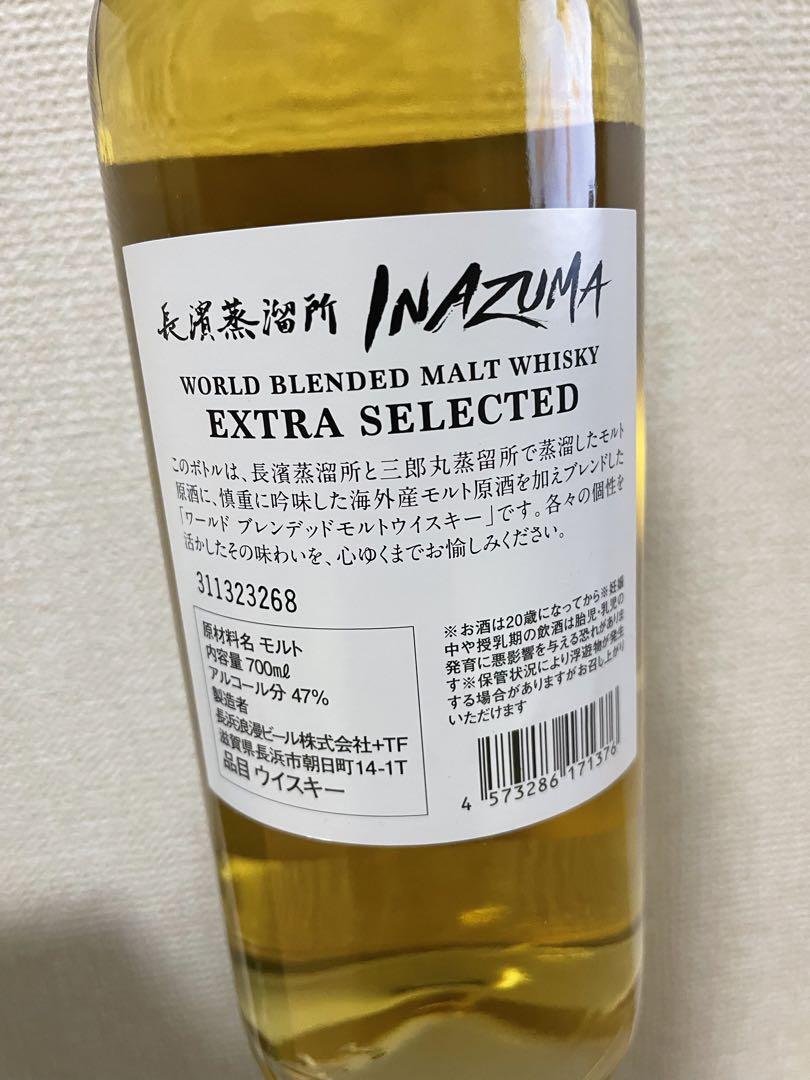 長濱蒸溜所 INAZUMA
WORLD BLENDED MALT WHISKY
EXTRA SELECTED
このボトルは、長濱蒸溜所と三郎丸蒸留所で蒸溜したモルト
原酒に、慎重に吟味した海外産モルト原酒を加えブレンドした
「ワールド ブレンデッドモルトウイスキー」です。各々の個性を
活かしたその味わいを、心ゆくまでお愉しみください。
311323268
原材料名 モルト
内容量 700㎖
アルコール分 47%
製造者
長浜浪漫ビール株式会社+TF
滋賀県長浜市朝日町14-1T
品目 ウイスキー
※お酒は20歳になってから※妊娠
中や授乳期の飲酒は胎児・乳児の
発育に悪影響を与える恐れがありま
す※保管状況により浮遊物が発生
する場合がありますがお召し上がり
いただけます
4 573286 171376